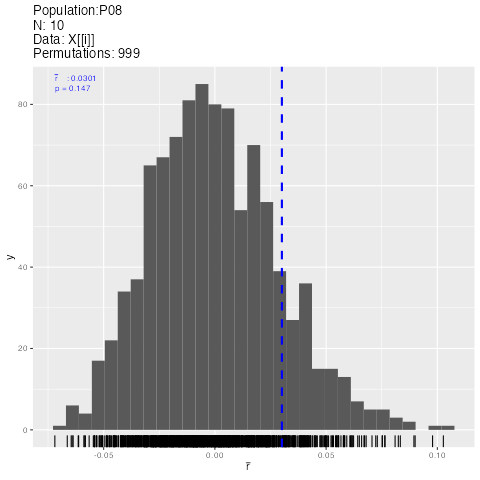 Population:P08
N: 10
Data: X[[i]]
Permutations: 999
r̄ : 0.0301
p = 0.147
80
60
40
20
0
y
-0.05 0.00 0.05 0.10
r̄